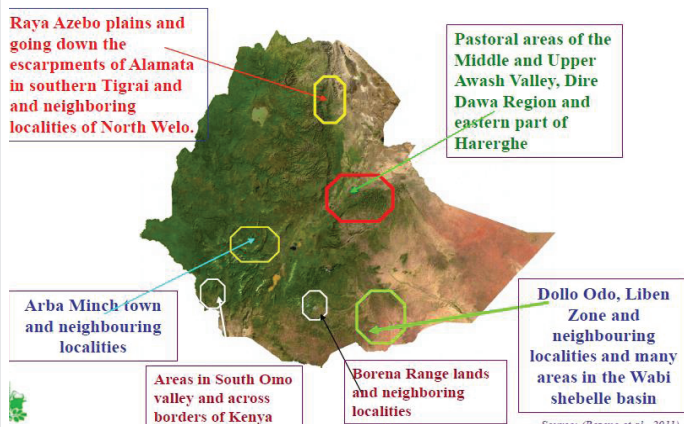 Raya Azebo plains and
going down the
escarpments of Alamata
in southern Tigrai and
and neighboring
localities of North Welo.
Pastoral areas of the
Middle and Upper
Awash Valley, Dire
Dawa Region and
eastern part of
Harerghe
Arba Minch town
and neighbouring
localities
Areas in South Omo
valley and across
borders of Kenya
Borena Range lands
and neighboring
localities
Dollo Odo, Liben
Zone and
neighbouring
localities and many
areas in the Wabi
shebelle basin